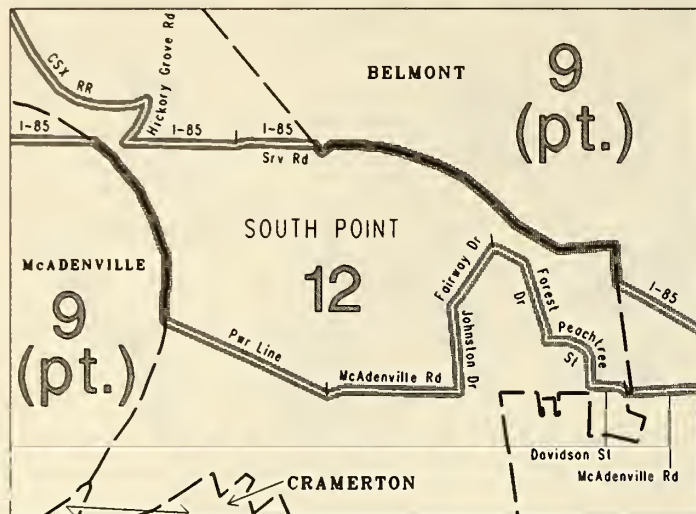 CSX RR
Hickory Grove Rd
BELMONT
9
(pt.)
I-85
I-85
I-85
Srv Rd
SOUTH POINT
12
McADENVILLE
9
(pt.)
Fairway Dr
Forest Dr
I-85
Pwr Line
Johnston Dr
Peachtree St
McAdenville Rd
Davidson St
McAdenville Rd
CRAMERTON